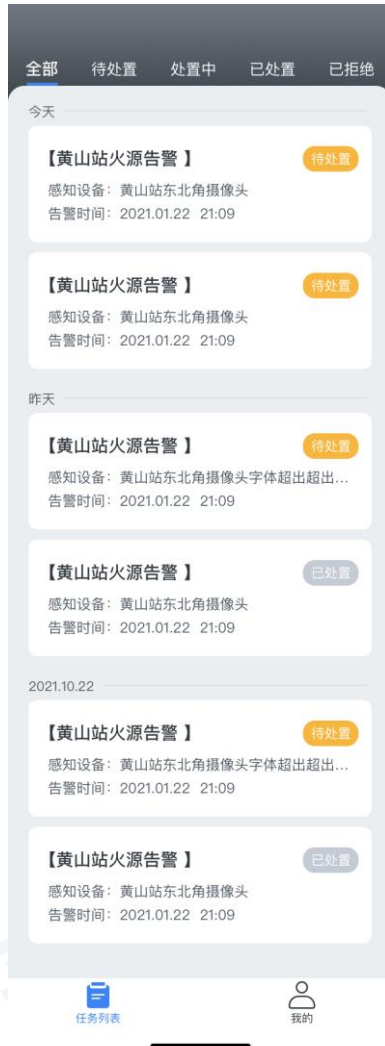 全部 待处置 处置中 已处置 已拒绝
今天
【黄山站火源告警 】 待处置
感知设备：黄山站东北角摄像头
告警时间：2021.01.22 21:09
【黄山站火源告警 】 待处置
感知设备：黄山站东北角摄像头
告警时间：2021.01.22 21:09
昨天
【黄山站火源告警 】 待处置
感知设备：黄山站东北角摄像头字体超出超出...
告警时间：2021.01.22 21:09
【黄山站火源告警 】 已处置
感知设备：黄山站东北角摄像头
告警时间：2021.01.22 21:09
2021.10.22
【黄山站火源告警 】 待处置
感知设备：黄山站东北角摄像头字体超出超出...
告警时间：2021.01.22 21:09
【黄山站火源告警 】 已处置
感知设备：黄山站东北角摄像头
告警时间：2021.01.22 21:09
任务列表 我的